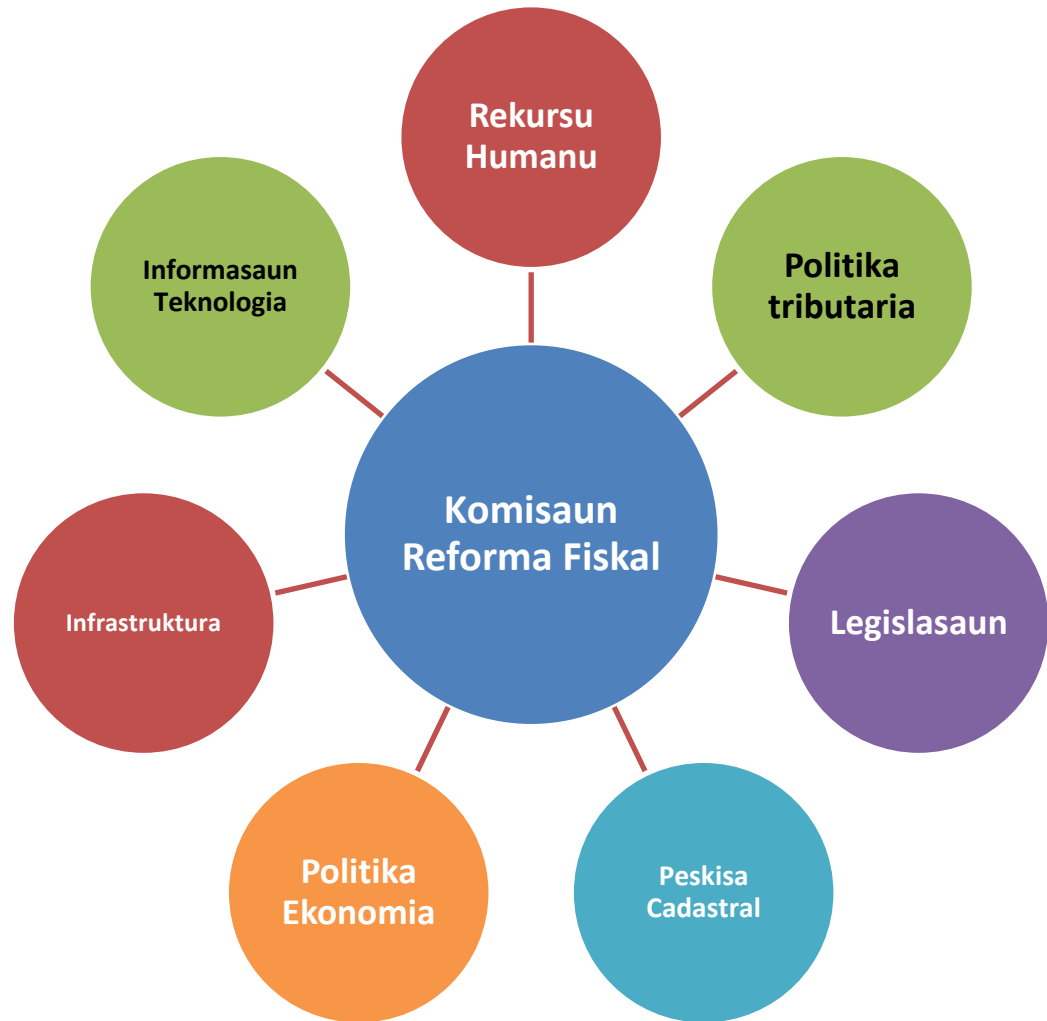 Rekursu
Humanu
Politika
tributaria
Legislasaun
Peskisa
Cadastral
Politika
Ekonomia
Infrastruktura
Informasaun
Teknologia
Komisaun
Reforma Fiskal